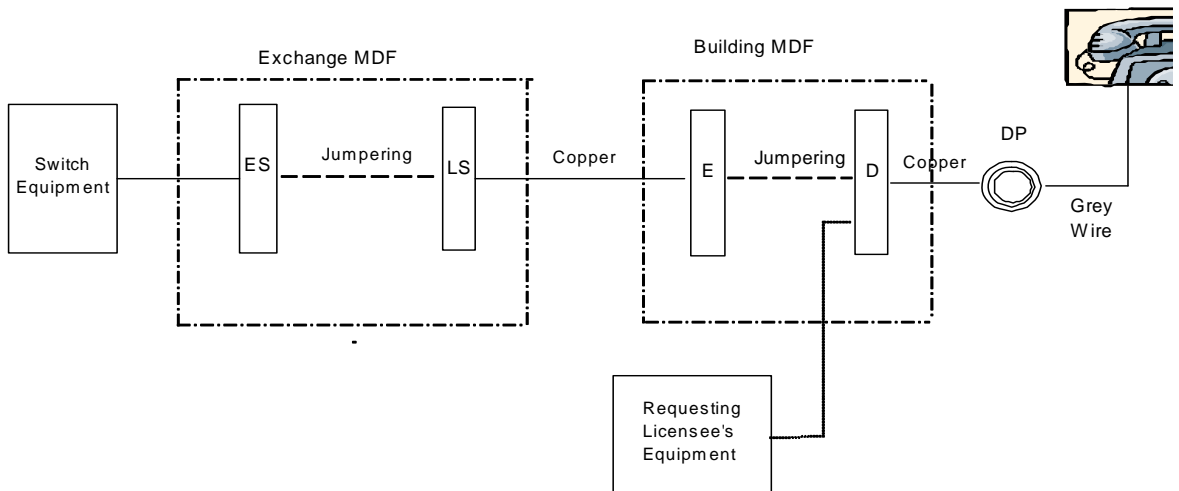 Exchange MDF
Building MDF
Switch
Equipment
ES
Jumpering
LS
Copper
E
Jumpering
D
Copper
DP
Grey
Wire
Requesting
Licensee's
Equipment